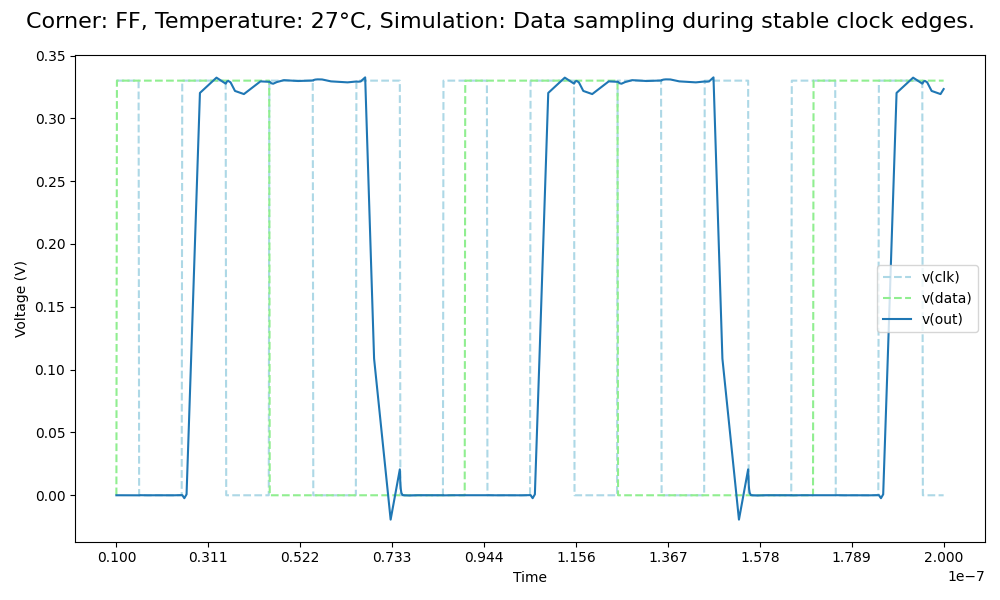 Corner: FF, Temperature: 27°C, Simulation: Data sampling during stable clock edges.
0.35
0.30
0.25
0.20
0.15
0.10
0.05
0.00
Voltage (V)
v(clk)
v(data)
v(out)
0.100 0.311 0.522 0.733 0.944 1.156 1.367 1.578 1.789 2.000
1e−7
Time